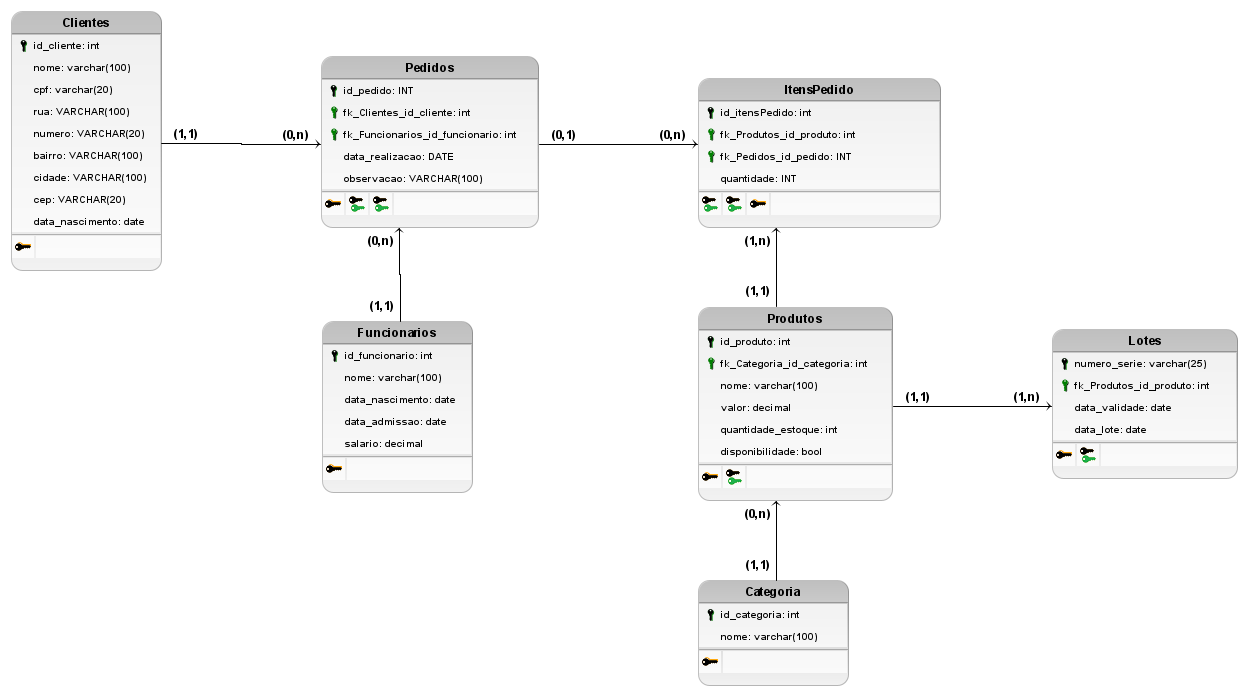 Clientes
id_cliente: int
nome: varchar(100)
cpf: varchar(20)
rua: VARCHAR(100)
numero: VARCHAR(20)
bairro: VARCHAR(100)
cidade: VARCHAR(100)
cep: VARCHAR(20)
data_nascimento: date
(1,1)
(0,n)
Pedidos
id_pedido: INT
fk_Clientes_id_cliente: int
fk_Funcionarios_id_funcionario: int
data_realizacao: DATE
observacao: VARCHAR(100)
(0,1)
(0,n)
ItensPedido
id_itensPedido: int
fk_Produtos_id_produto: int
fk_Pedidos_id_pedido: INT
quantidade: INT
(0,n)
(1,1)
Funcionarios
id_funcionario: int
nome: varchar(100)
data_nascimento: date
data_admissao: date
salario: decimal
(1,n)
(1,1)
Produtos
id_produto: int
fk_Categoria_id_categoria: int
nome: varchar(100)
valor: decimal
quantidade_estoque: int
disponibilidade: bool
(1,1)
(1,n)
Lotes
numero_serie: varchar(25)
fk_Produtos_id_produto: int
data_validade: date
data_lote: date
(0,n)
(1,1)
Categoria
id_categoria: int
nome: varchar(100)